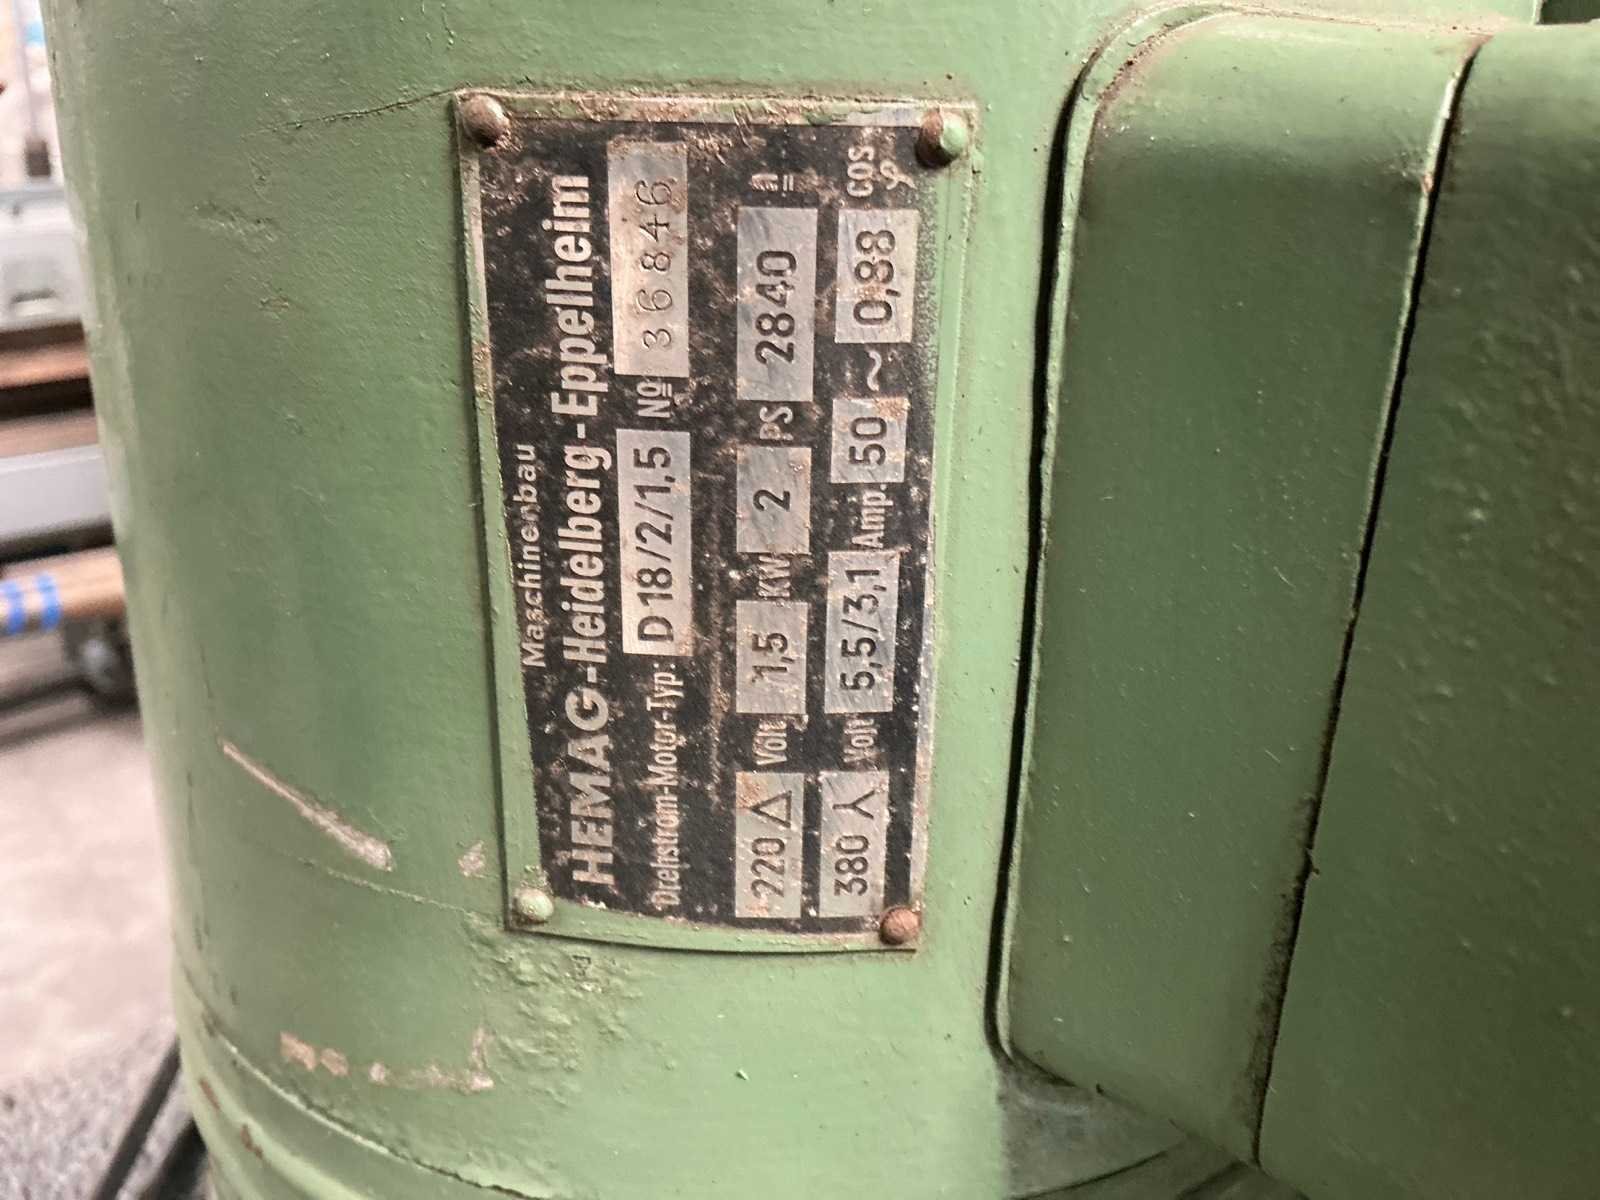 Maschinenbau
HEMAG-Heidelberg-Eppelheim
Drehstrom-Motor-Typ: D18/2/1,5 Nº 36846
220 △ Volt 1,5 KW 2 PS 2840 n
380 Volt 5,5/3,1 Amp. 50 ~ 0,88 cos φ